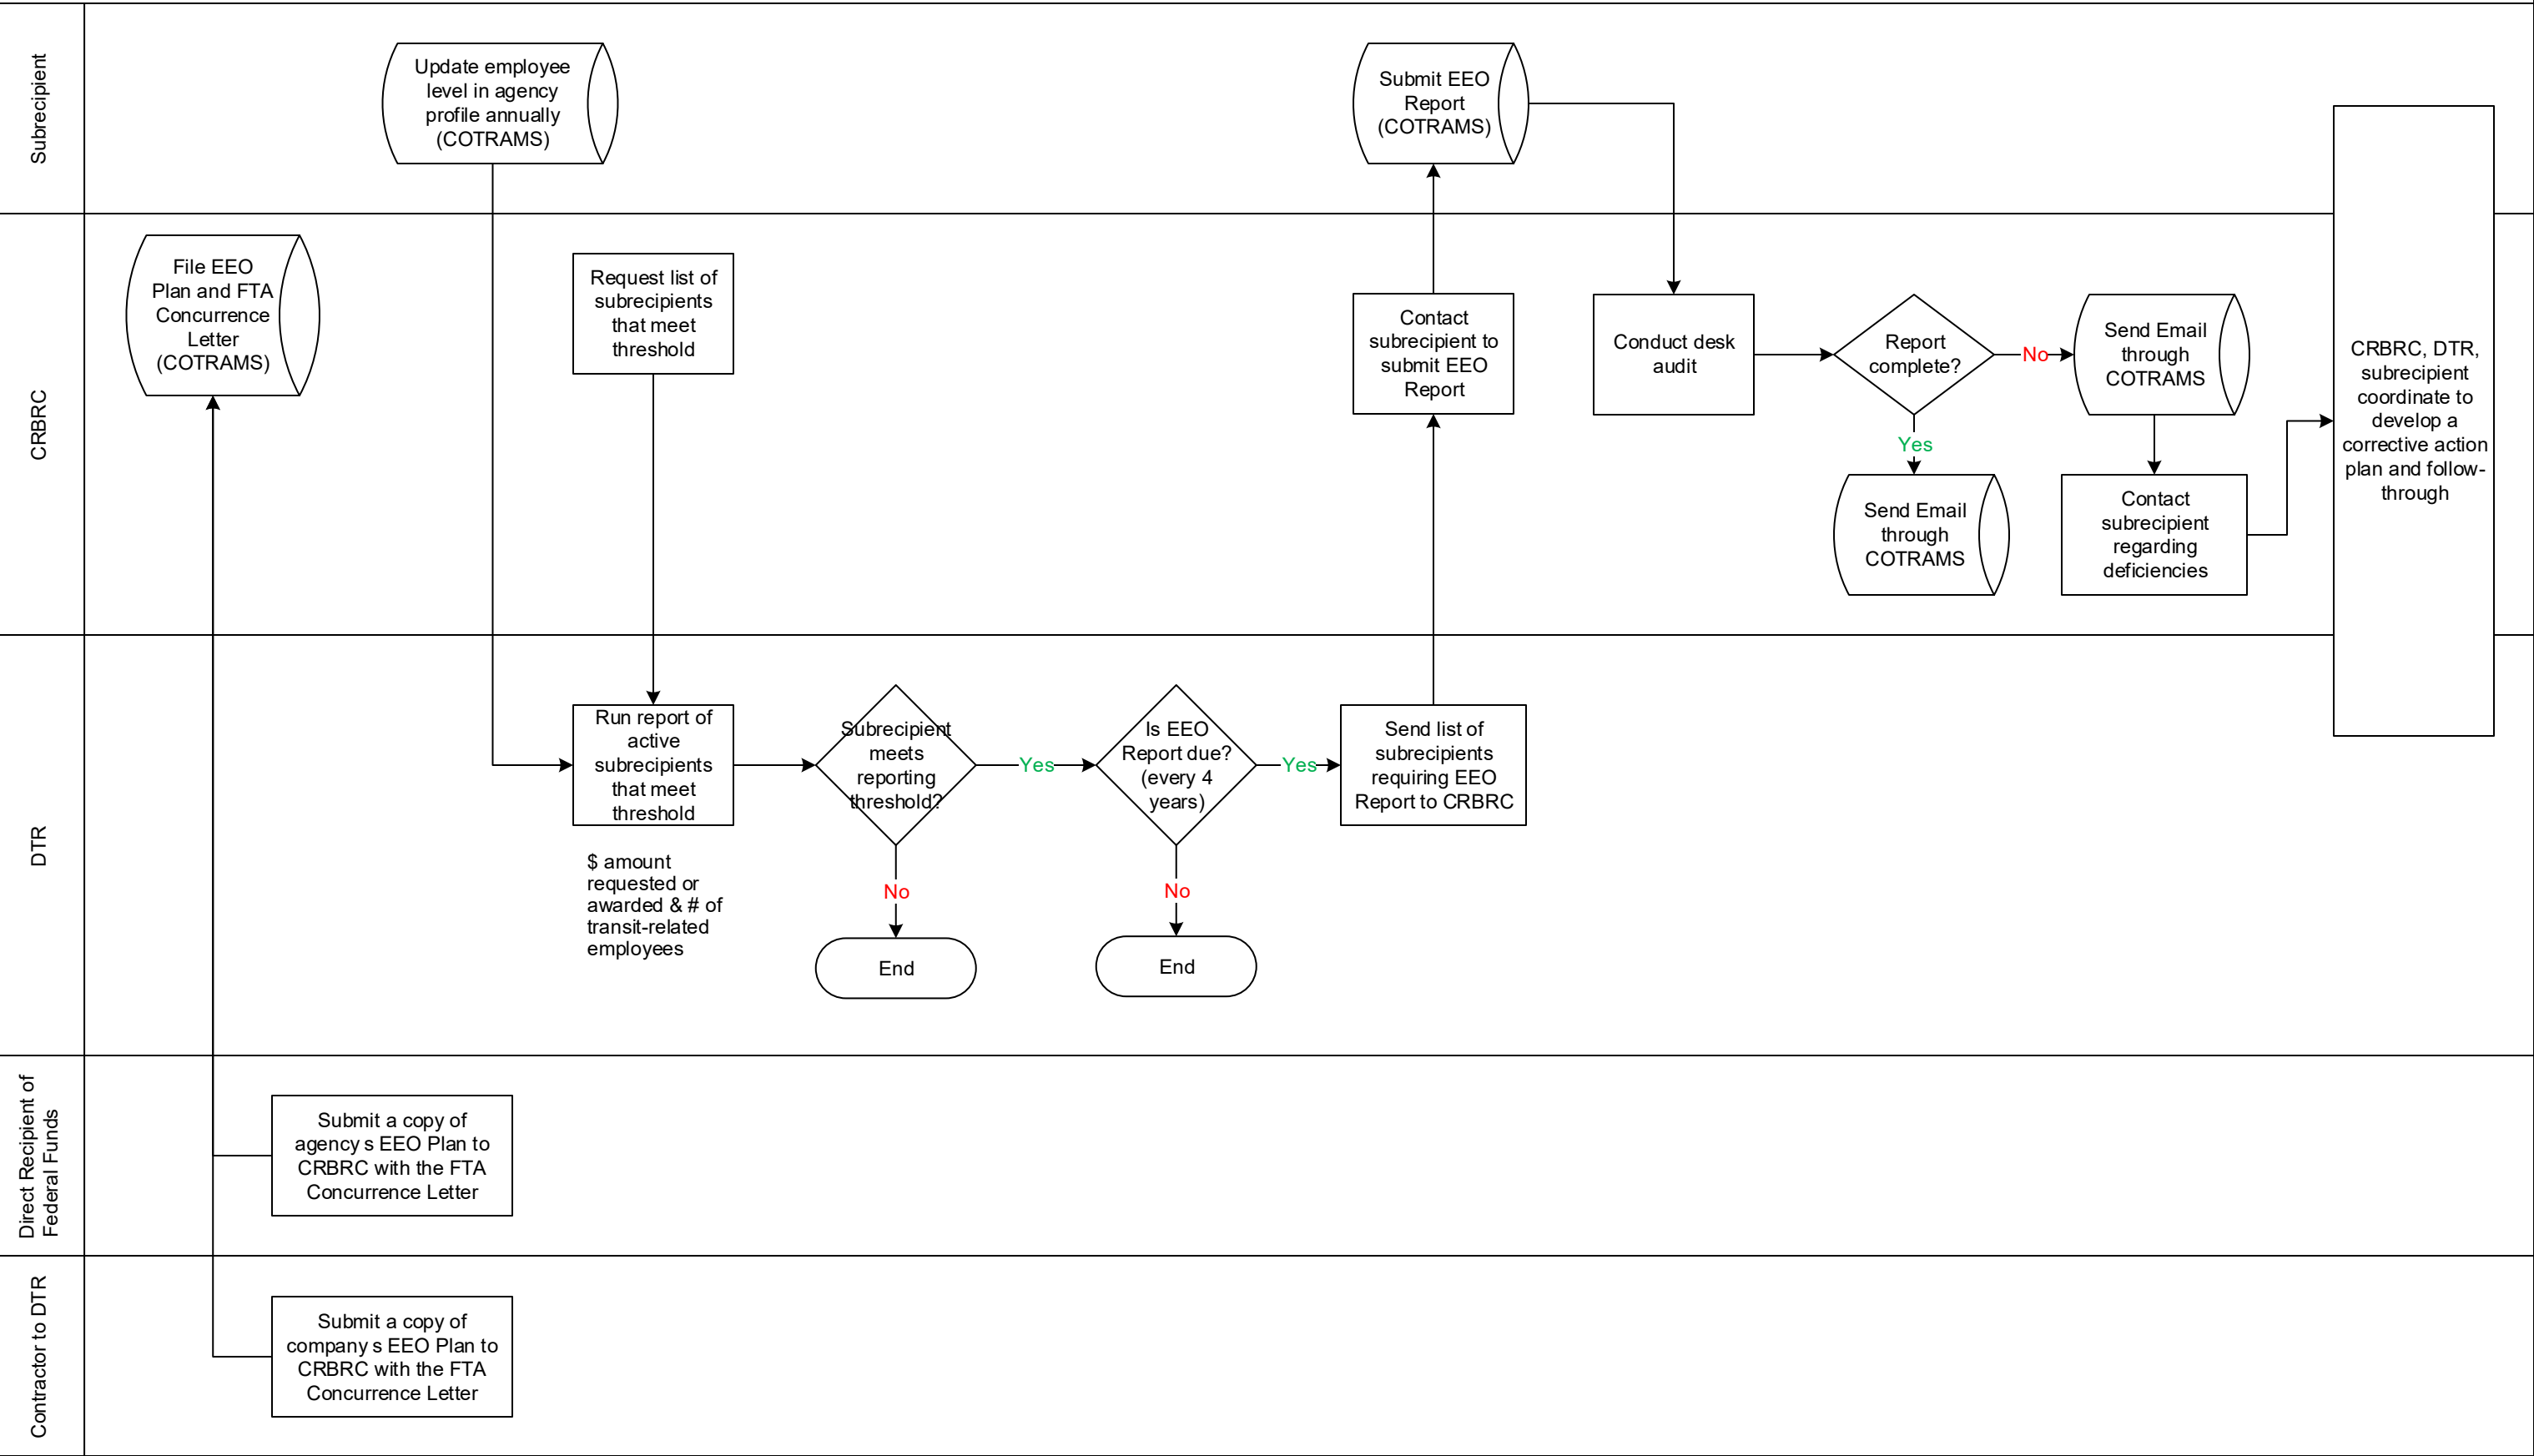 Subrecipient
Update employee
level in agency
profile annually
(COTRAMS)
Submit EEO
Report
(COTRAMS)
CRBRC
File EEO
Plan and FTA
Concurrence
Letter
(COTRAMS)
Request list of
subrecipients
that meet
threshold
Contact
subrecipient to
submit EEO
Report
Conduct desk
audit
Report
complete?
No
Send Email
through
COTRAMS
Yes
Send Email
through
COTRAMS
Contact
subrecipient
regarding
deficiencies
CRBRC, DTR,
subrecipient
coordinate to
develop a
corrective action
plan and follow-
through
DTR
Run report of
active
subrecipients
that meet
threshold
$ amount
requested or
awarded & # of
transit-related
employees
Subrecipient
meets
reporting
threshold?
Yes
No
End
Is EEO
Report due?
(every 4
years)
Yes
No
End
Send list of
subrecipients
requiring EEO
Report to CRBRC
Direct Recipient of
Federal Funds
Submit a copy of
agency s EEO Plan to
CRBRC with the FTA
Concurrence Letter
Contractor to DTR
Submit a copy of
company s EEO Plan to
CRBRC with the FTA
Concurrence Letter